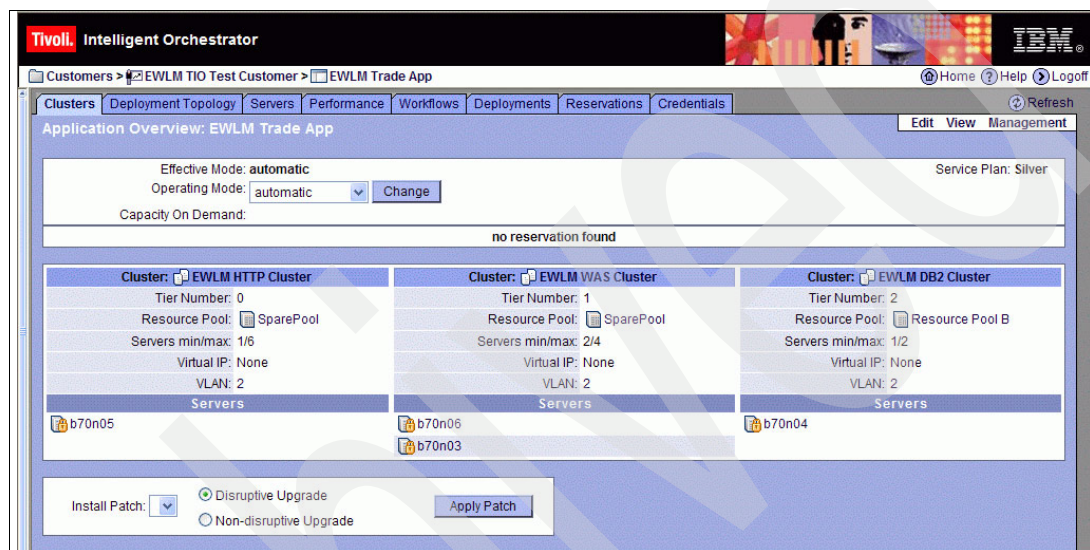 Tivoli. Intelligent Orchestrator IBM®
Customers > EWLM TIO Test Customer > EWLM Trade App Home Help Logoff
Clusters Deployment Topology Servers Performance Workflows Deployments Reservations Credentials Refresh
Application Overview: EWLM Trade App Edit View Management
Effective Mode: automatic Service Plan: Silver
Operating Mode: automatic Change
Capacity On Demand:
no reservation found
Cluster: EWLM HTTP Cluster Cluster: EWLM WAS Cluster Cluster: EWLM DB2 Cluster
Tier Number: 0 Tier Number: 1 Tier Number: 2
Resource Pool: SparePool Resource Pool: SparePool Resource Pool: Resource Pool B
Servers min/max: 1/6 Servers min/max: 2/4 Servers min/max: 1/2
Virtual IP: None Virtual IP: None Virtual IP: None
VLAN: 2 VLAN: 2 VLAN: 2
Servers Servers Servers
b70n05 b70n06 b70n04
b70n03
Install Patch: Disruptive Upgrade Apply Patch
Non-disruptive Upgrade